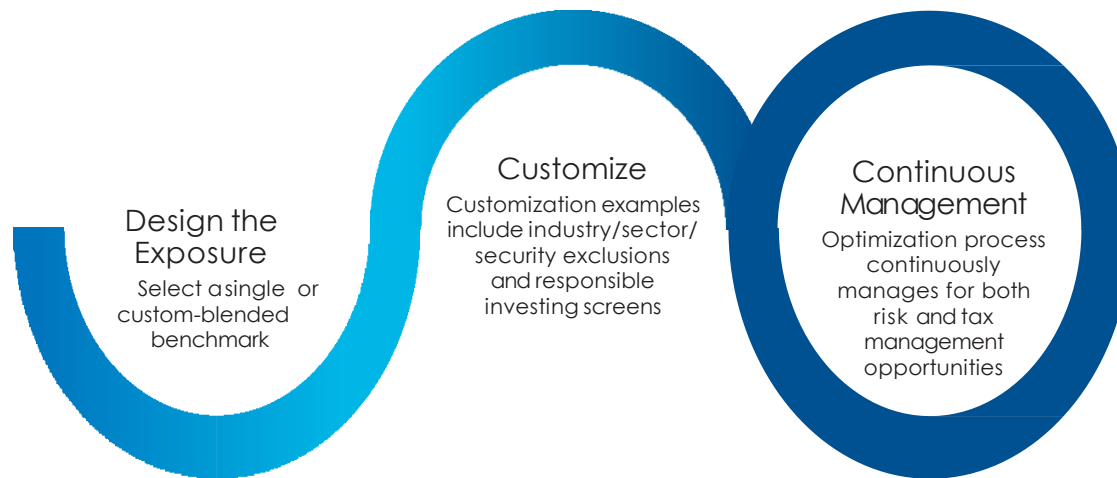 Design the
Exposure
Select a single or
custom-blended
benchmark
Customize
Customization examples
include industry/sector/
security exclusions
and responsible
investing screens
Continuous
Management
Optimization process
continuously
manages for both
risk and tax
management
opportunities